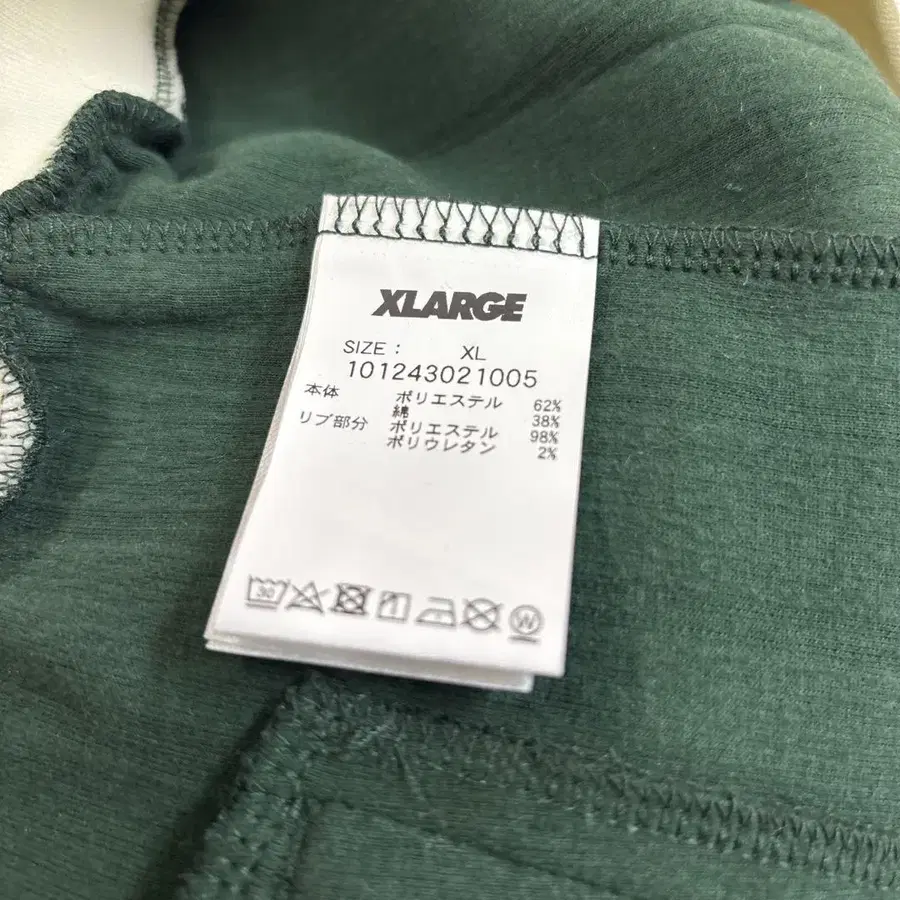 XLARGE
SIZE : XL
101243021005
本体 ポリエステル 62%
綿 38%
リブ部分 ポリエステル 98%
ポリウレタン 2%
30
W